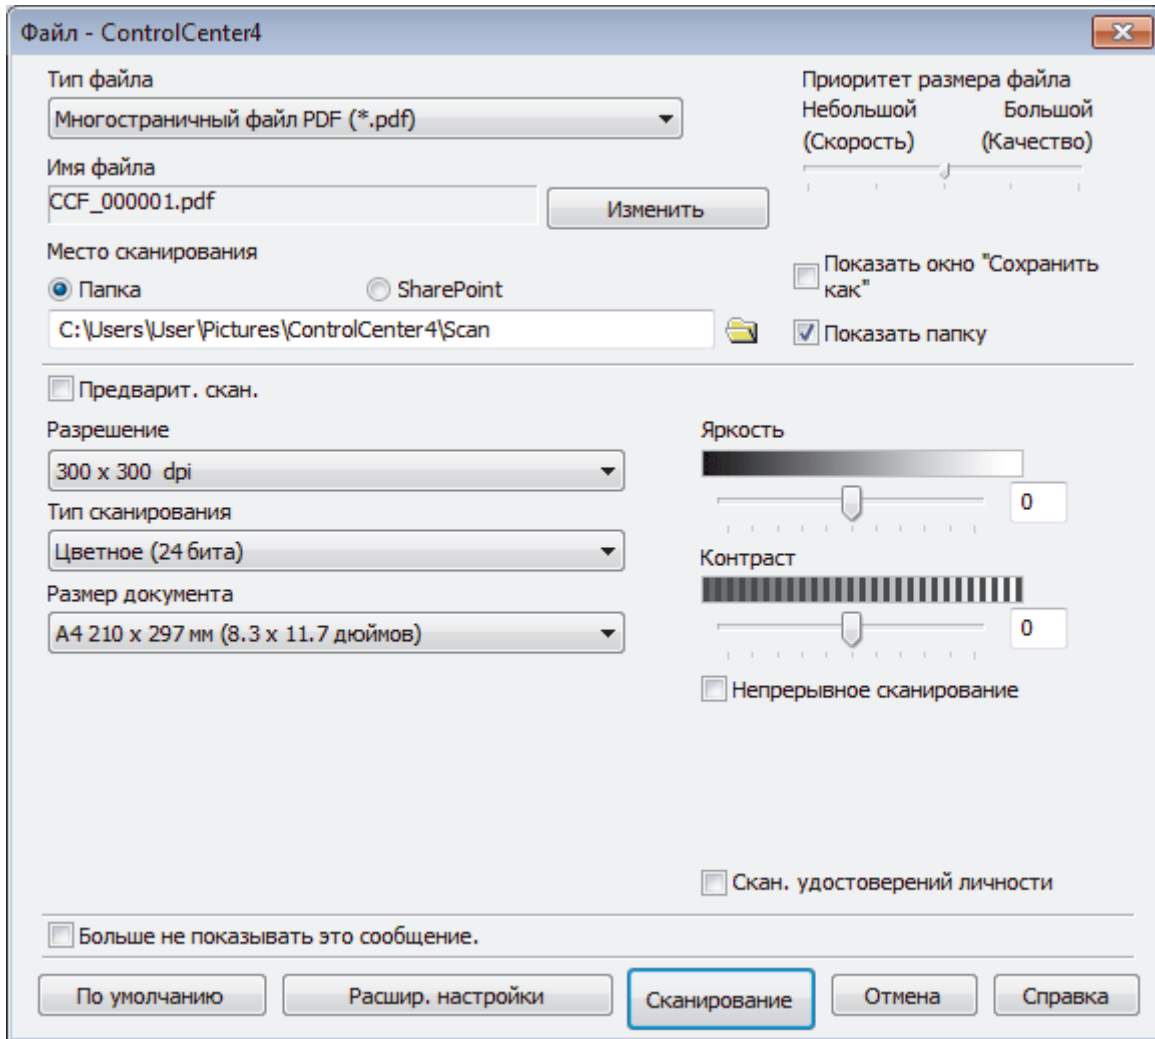 Файл - ControlCenter4
Тип файла
Многостраничный файл PDF (*.pdf)
Приоритет размера файла
Небольшой Большой
(Скорость) (Качество)
Имя файла
CCF_000001.pdf
Изменить
Место сканирования
Папка
SharePoint
C:\Users\User\Pictures\ControlCenter4\Scan
Показать окно "Сохранить
как"
Показать папку
Предварит. скан.
Разрешение
300 x 300 dpi
Тип сканирования
Цветное (24 бита)
Размер документа
A4 210 x 297 мм (8.3 x 11.7 дюймов)
Яркость
0
Контраст
0
Непрерывное сканирование
Скан. удостоверений личности
Больше не показывать это сообщение.
По умолчанию
Расшир. настройки
Сканирование
Отмена
Справка